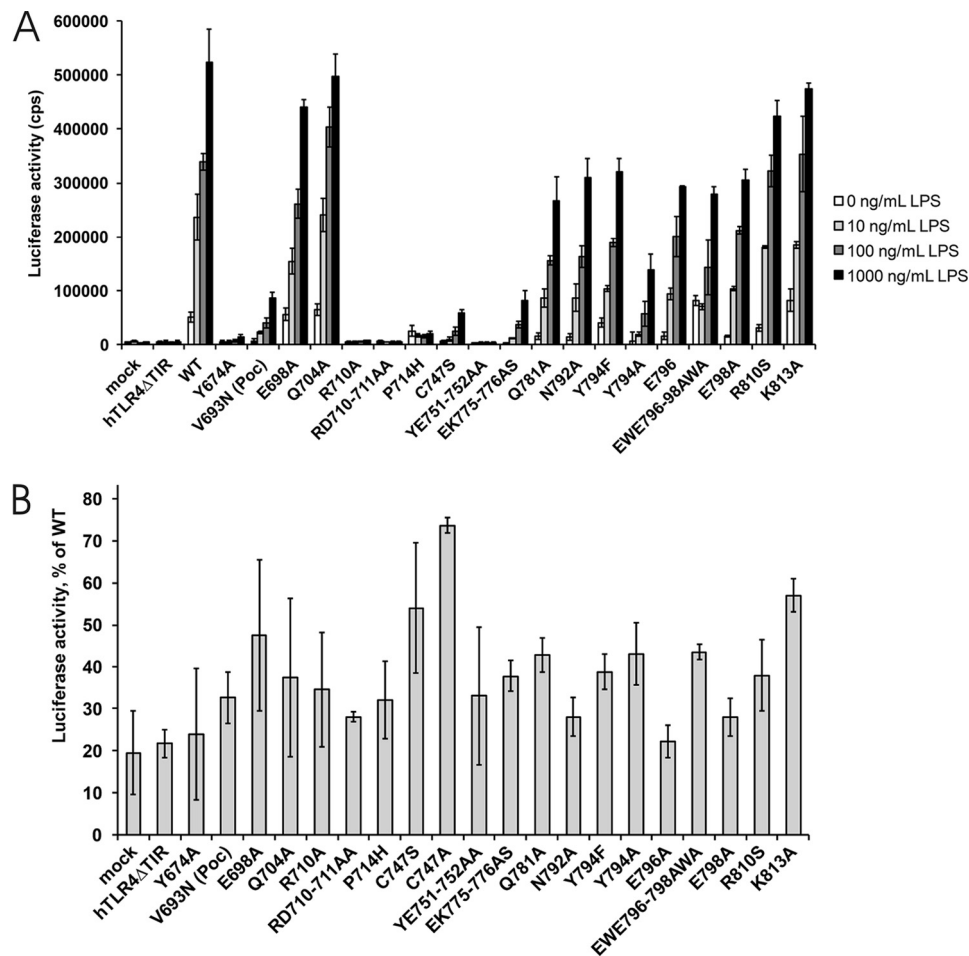 A
Luciferase activity (cps)
600000
500000
400000
300000
200000
100000
0
mock
hTLR4ΔTIR
WT
Y674A
V693N (Poc)
E698A
Q704A
R710A
RD710-711AA
P714H
C747S
YE751-752AA
EK775-776AS
Q781A
N792A
Y794F
Y794A
E796
EWE796-98AWA
E798A
R810S
K813A
0 ng/mL LPS
10 ng/mL LPS
100 ng/mL LPS
1000 ng/mL LPS
B
Luciferase activity, % of WT
80
70
60
50
40
30
20
10
0
mock
hTLR4ΔTIR
Y674A
V693N (Poc)
E698A
Q704A
R710A
RD710-711AA
P714H
C747S
C747A
YE751-752AA
EK775-776AS
Q781A
N792A
Y794F
Y794A
E796A
EWE796-798AWA
E798A
R810S
K813A